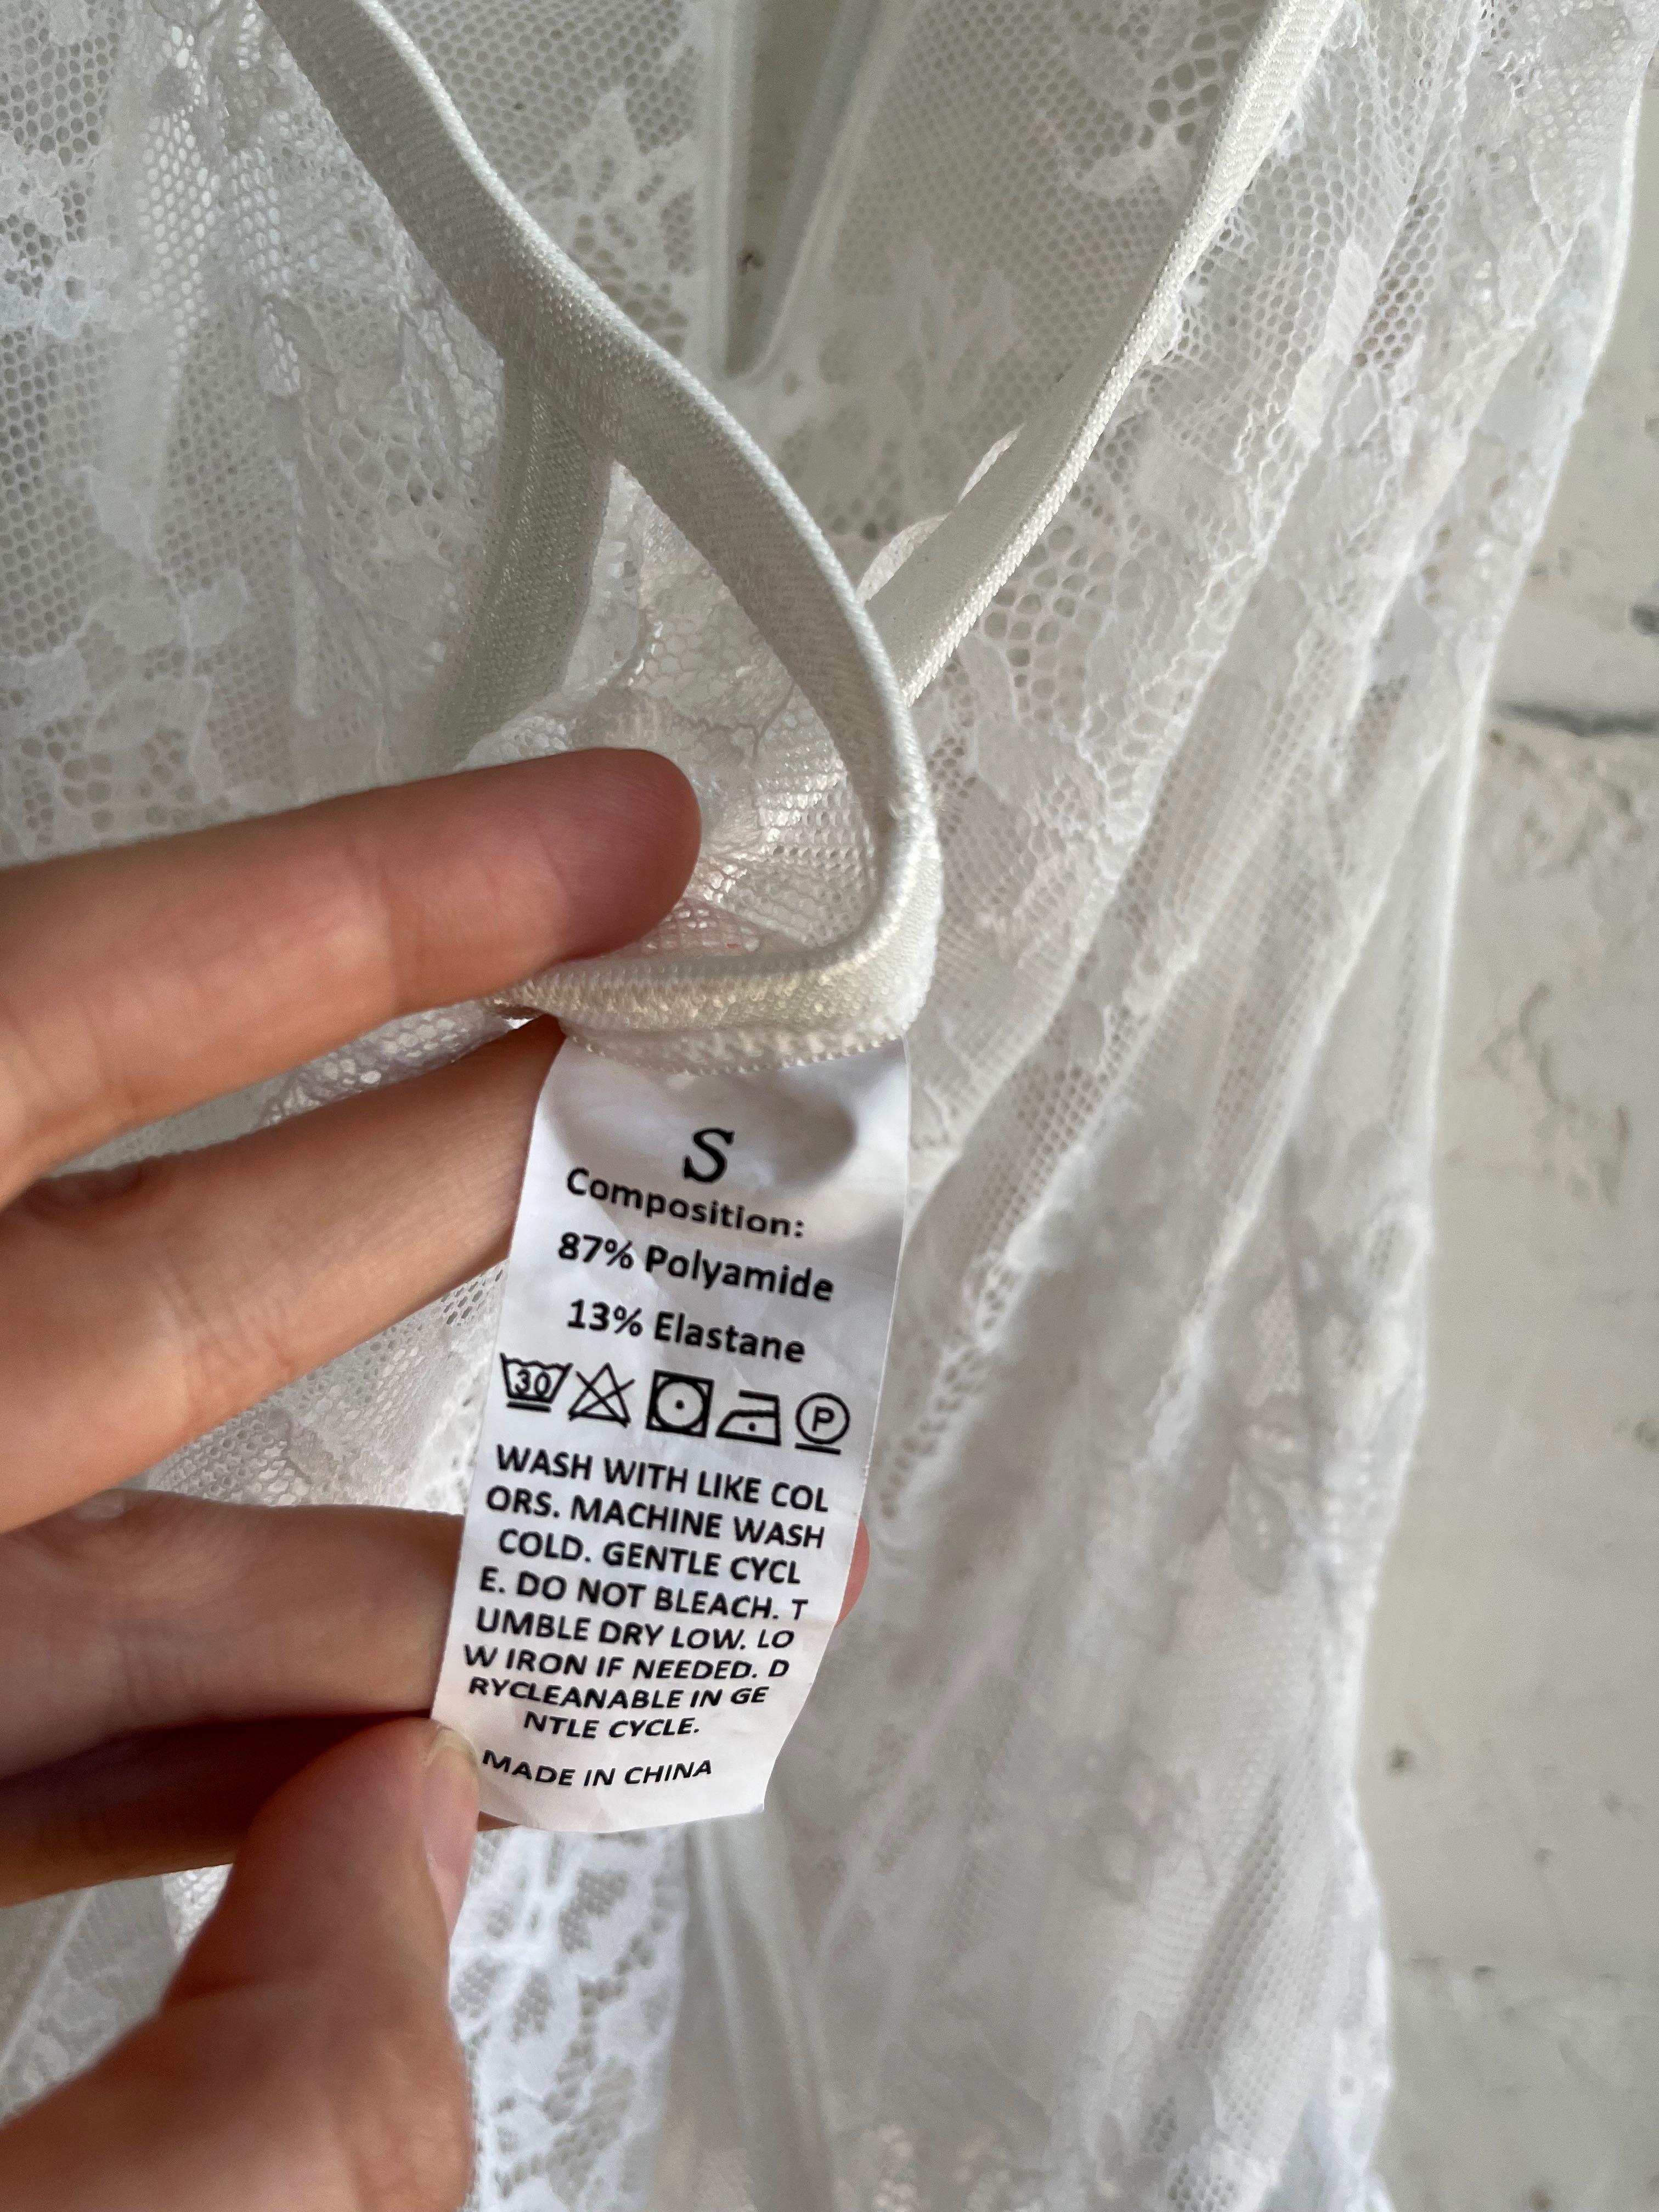 S
Composition:
87% Polyamide
13% Elastane
30 P
WASH WITH LIKE COL
ORS. MACHINE WASH
COLD. GENTLE CYCL
E. DO NOT BLEACH. T
UMBLE DRY LOW. LO
W IRON IF NEEDED. D
RYCLEANABLE IN GE
NTLE CYCLE.
MADE IN CHINA